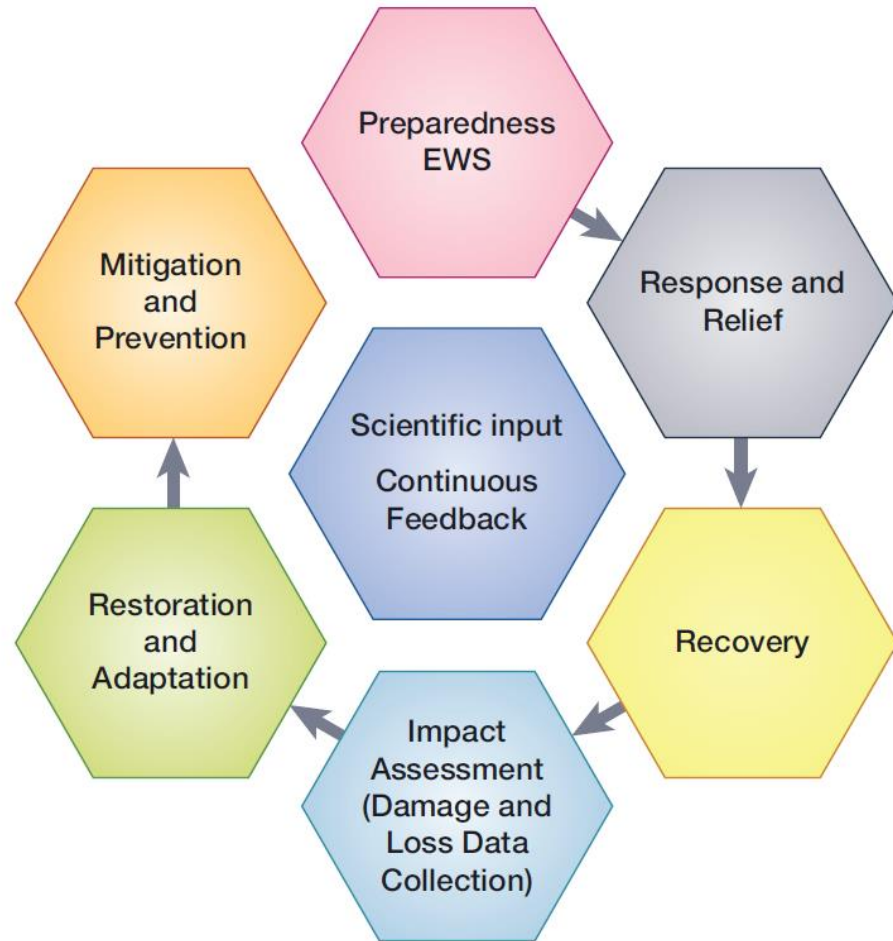 Preparedness
EWS
Response and
Relief
Recovery
Impact
Assessment
(Damage and
Loss Data
Collection)
Restoration
and
Adaptation
Mitigation
and
Prevention
Scientific input
Continuous
Feedback